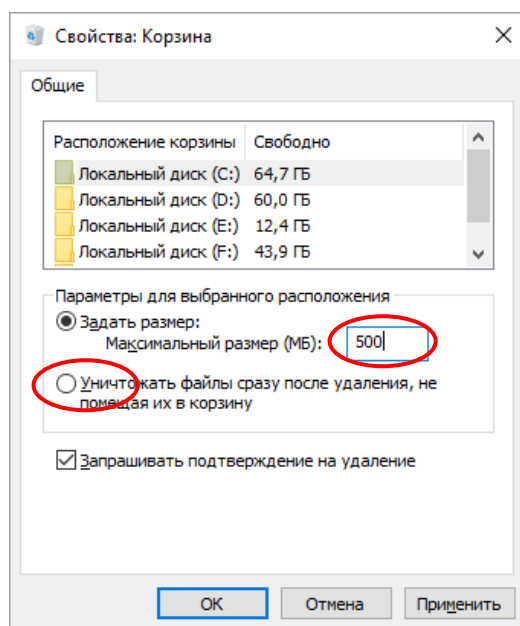 Свойства: Корзина
Общие
Расположение корзины Свободно
Локальный диск (C:) 64,7 ГБ
Локальный диск (D:) 60,0 ГБ
Локальный диск (E:) 12,4 ГБ
Локальный диск (F:) 43,9 ГБ
Параметры для выбранного расположения
Задать размер:
Максимальный размер (МБ): 500
Уничтожать файлы сразу после удаления, не
помещая их в корзину
Запрашивать подтверждение на удаление
ОК Отмена Применить